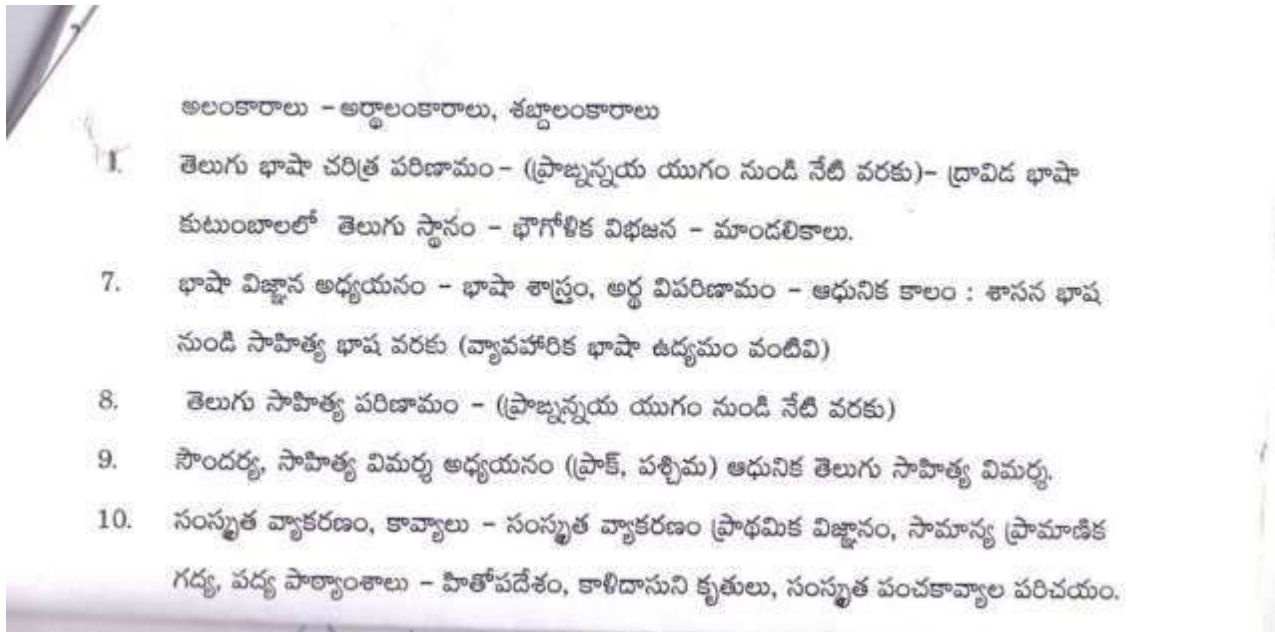 అలంకారాలు – అర్థాలంకారాలు, శబ్దాలంకారాలు
1. తెలుగు భాషా చరిత్ర పరిణామం – (ప్రాఙ్నన్నయ యుగం నుండి నేటి వరకు)– ద్రావిడ భాషా
కుటుంబాలలో తెలుగు స్థానం – భౌగోళిక విభజన – మాండలికాలు.
7. భాషా విజ్ఞాన అధ్యయనం – భాషా శాస్త్రం, అర్థ విపరిణామం – ఆధునిక కాలం : శాసన భాష
నుండి సాహిత్య భాష వరకు (వ్యావహారిక భాషా ఉద్యమం వంటివి)
8. తెలుగు సాహిత్య పరిణామం – (ప్రాఙ్నన్నయ యుగం నుండి నేటి వరకు)
9. సౌందర్య, సాహిత్య విమర్శ అధ్యయనం (ప్రాక్, పశ్చిమ) ఆధునిక తెలుగు సాహిత్య విమర్శ.
10. సంస్కృత వ్యాకరణం, కావ్యాలు – సంస్కృత వ్యాకరణం ప్రాథమిక విజ్ఞానం, సామాన్య ప్రామాణిక
గద్య, పద్య పాఠ్యాంశాలు – హితోపదేశం, కాళిదాసుని కృతులు, సంస్కృత పంచకావ్యాల పరిచయం.